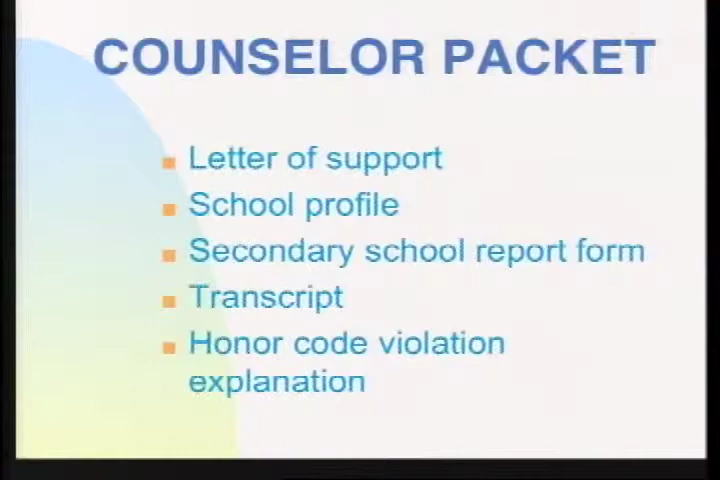 COUNSELOR PACKET
Letter of support
School profile
Secondary school report form
Transcript
Honor code violation
explanation